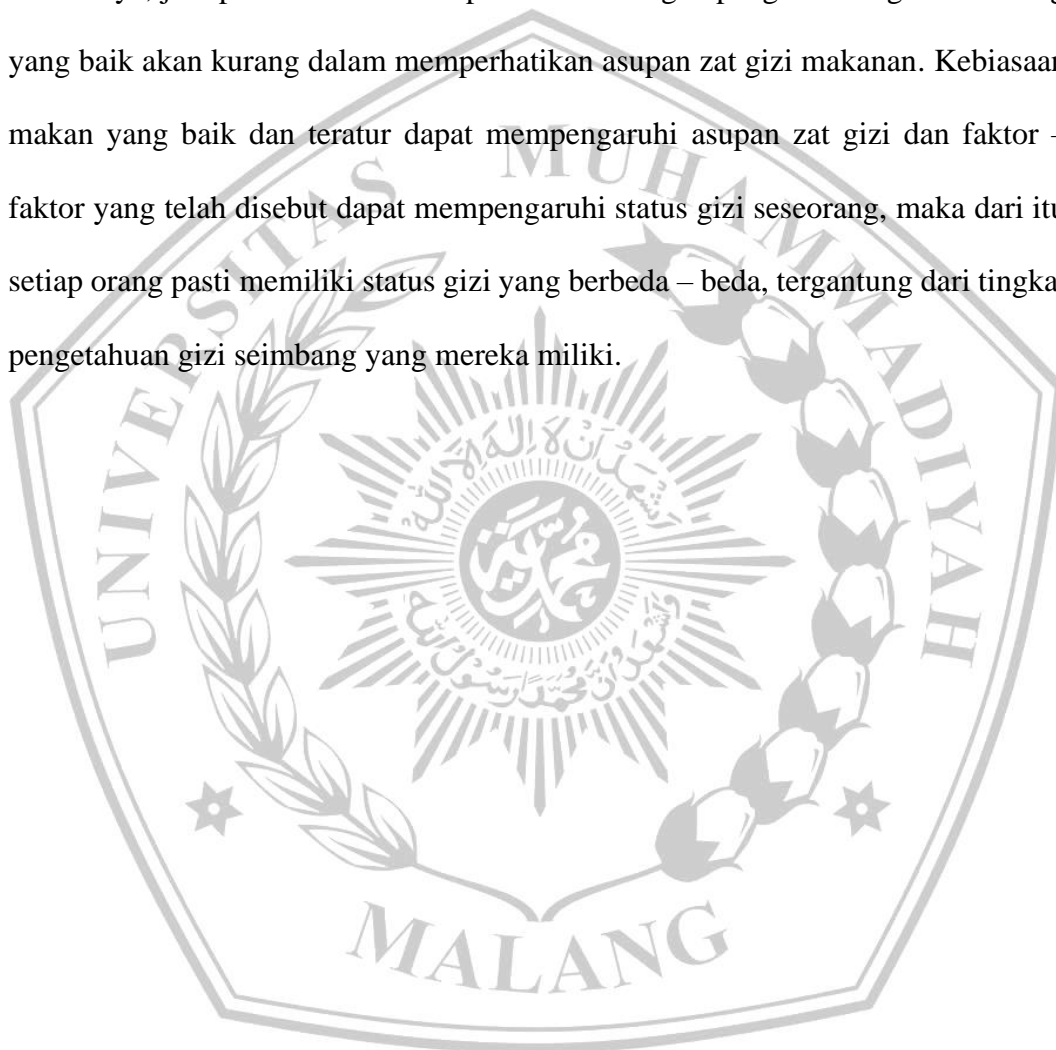 yang baik akan kurang dalam memperhatikan asupan zat gizi makanan. Kebiasaan
makan yang baik dan teratur dapat mempengaruhi asupan zat gizi dan faktor –
faktor yang telah disebut dapat mempengaruhi status gizi seseorang, maka dari itu
setiap orang pasti memiliki status gizi yang berbeda – beda, tergantung dari
pengetahuan gizi seimbang yang mereka miliki.
UNIVERSITAS MUHAMMADIYAH
MALANG